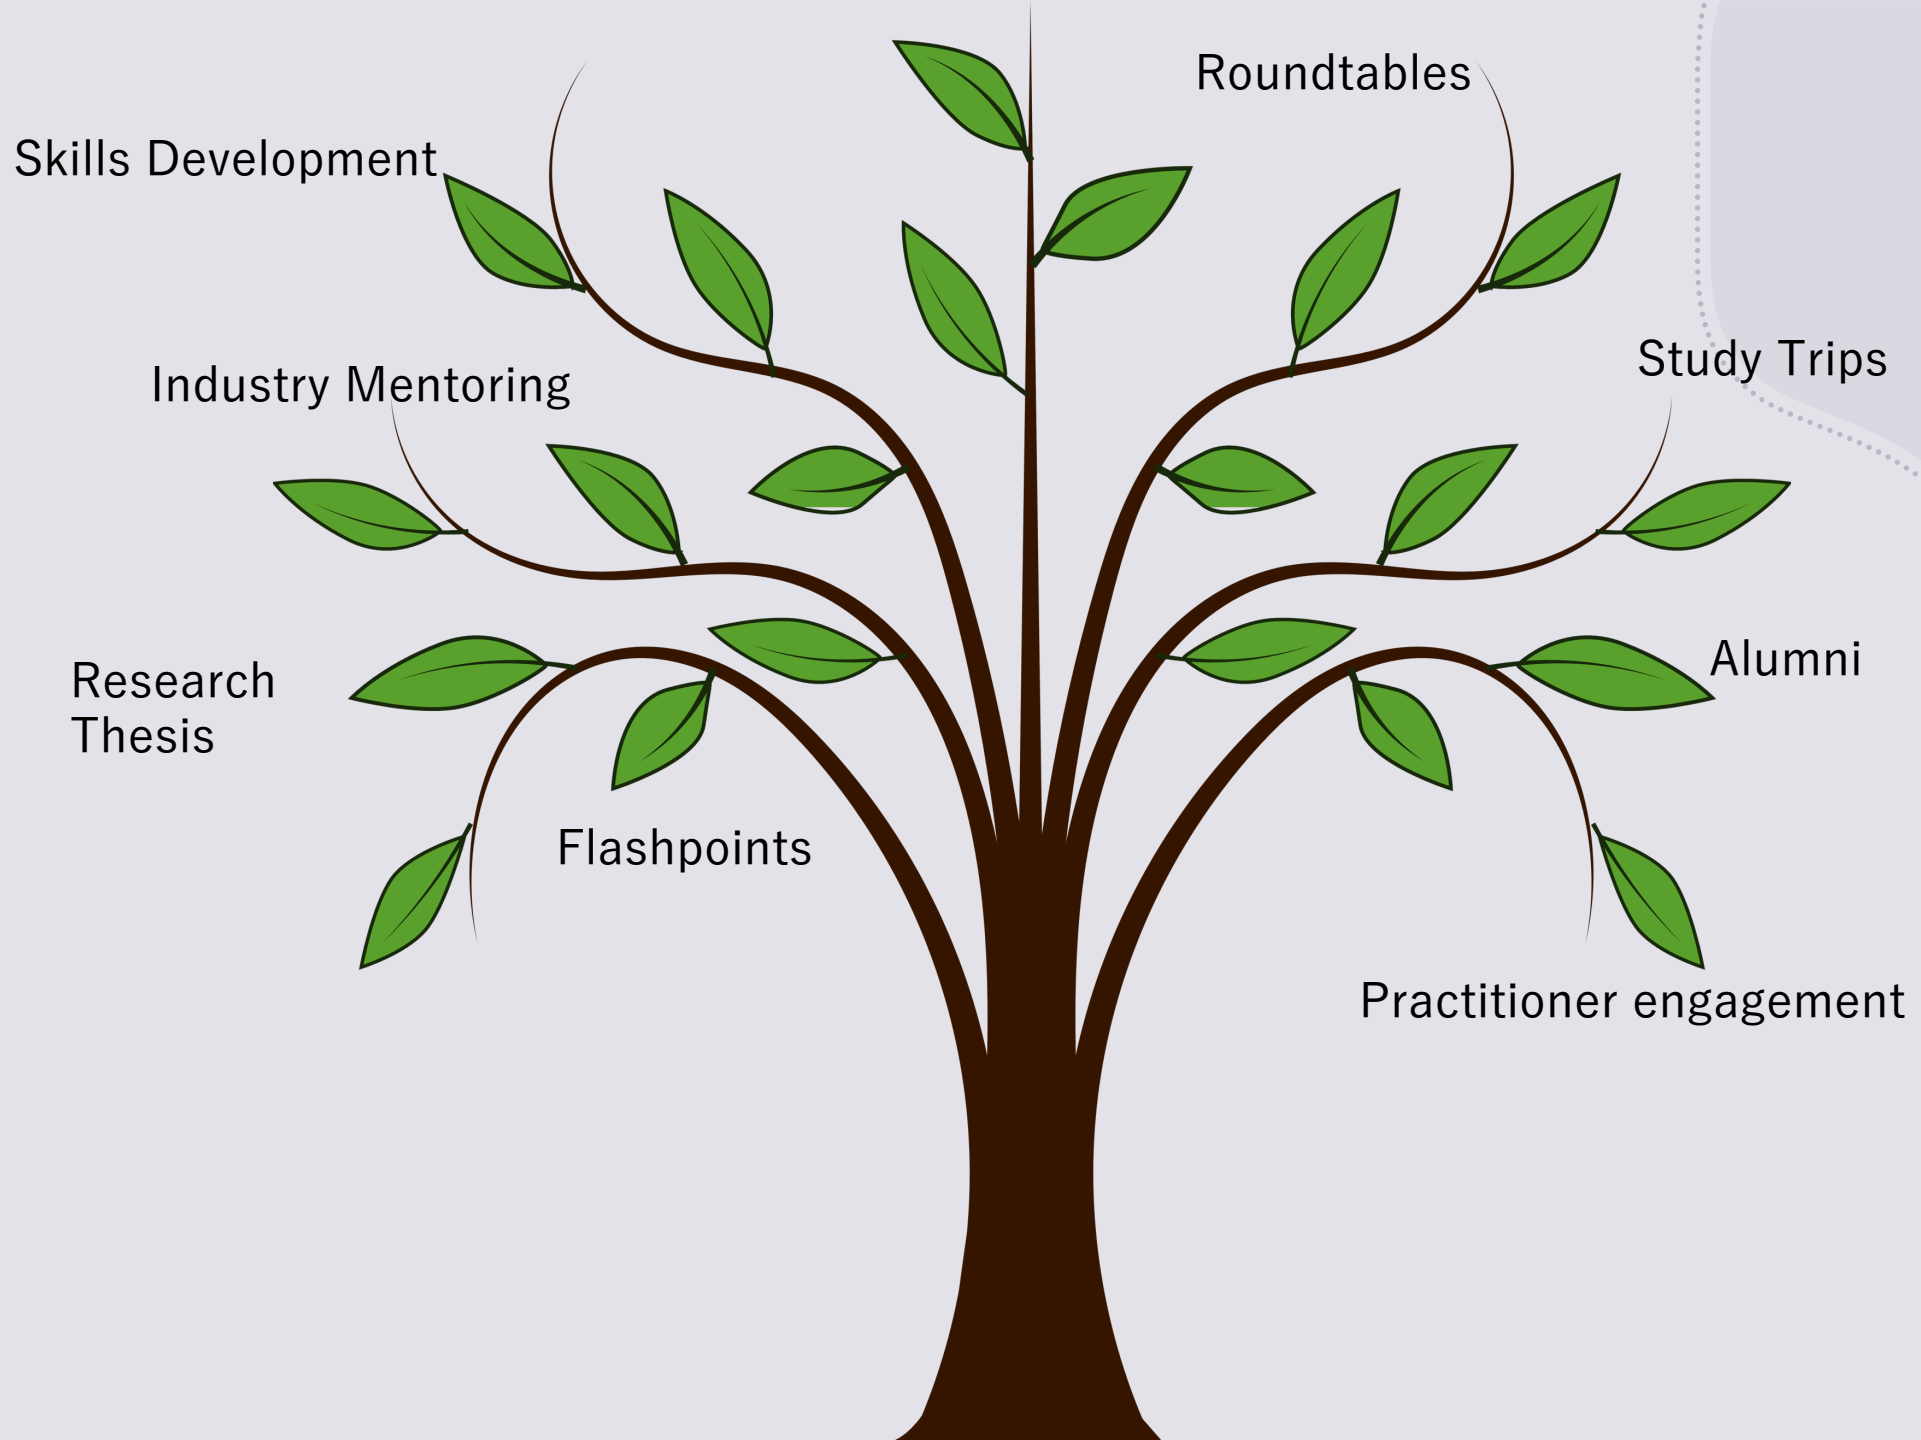 Roundtables
Skills Development
Study Trips
Industry Mentoring
Alumni
Research
Thesis
Flashpoints
Practitioner engagement